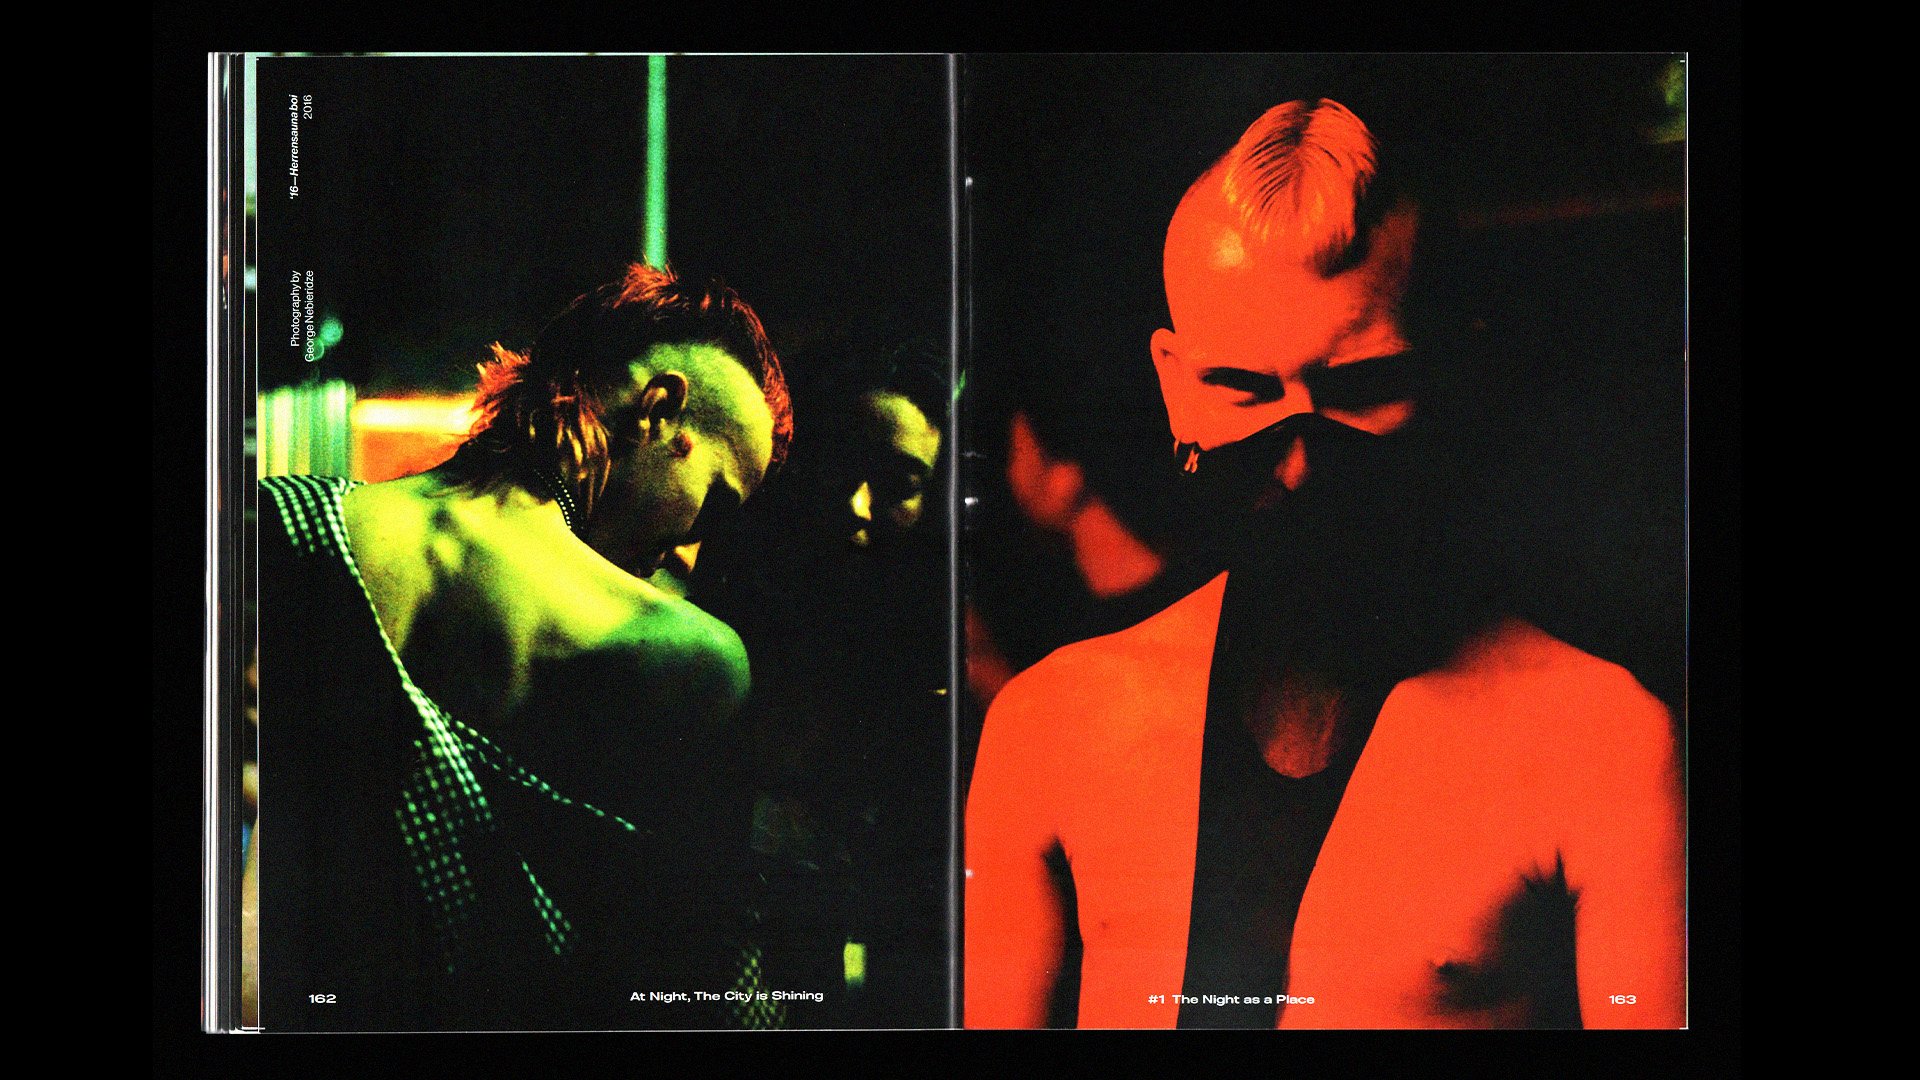 '16—Herrensauna boi
2016
Photography by
George Nebieridze
162
At Night, The City is Shining
#1 The Night as a Place
163